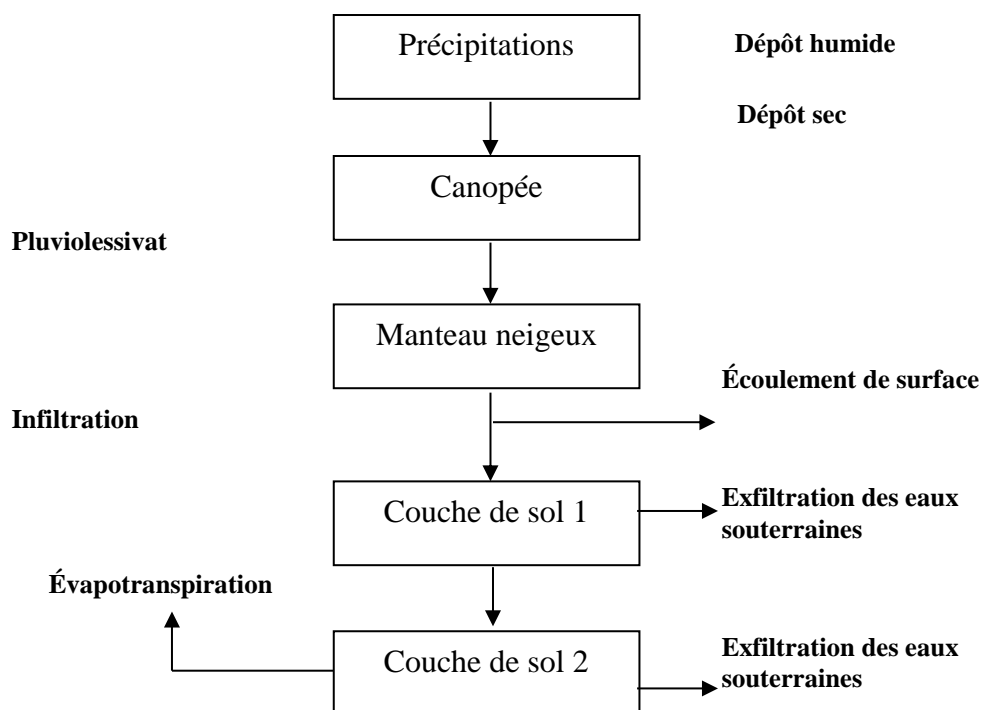 Précipitations
Dépôt humide
Dépôt sec
Canopée
Pluviolessivat
Manteau neigeux
Écoulement de surface
Infiltration
Couche de sol 1
Exfiltration des eaux
souterraines
Évapotranspiration
Couche de sol 2
Exfiltration des eaux
souterraines